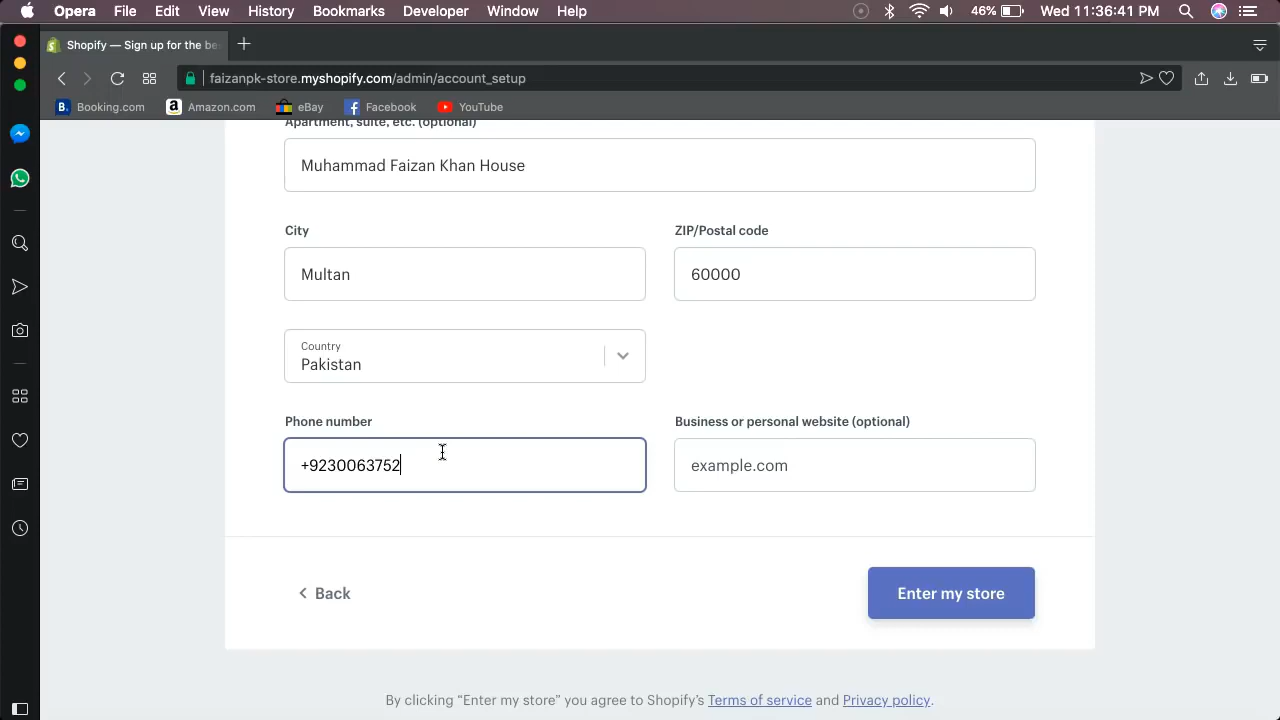 Opera File Edit View History Bookmarks Developer Window Help 46% Wed 11:36:41 PM
Shopify — Sign up for the be
faizanpk-store.myshopify.com/admin/account_setup
B. Booking.com a Amazon.com eBay Facebook YouTube
Apartment, suite, etc. (optional)
Muhammad Faizan Khan House
City ZIP/Postal code
Multan 60000
Country
Pakistan
Phone number Business or personal website (optional)
+9230063752 example.com
Back Enter my store
By clicking “Enter my store” you agree to Shopify’s Terms of service and Privacy policy.